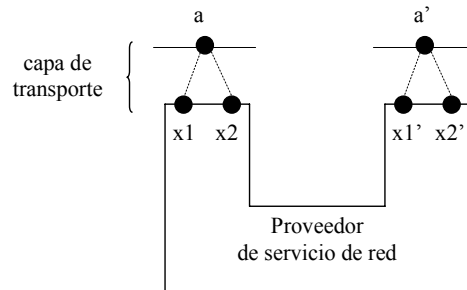 a
a’
capa de
transporte
x1
x2
x1’
x2’
Proveedor
de servicio de red